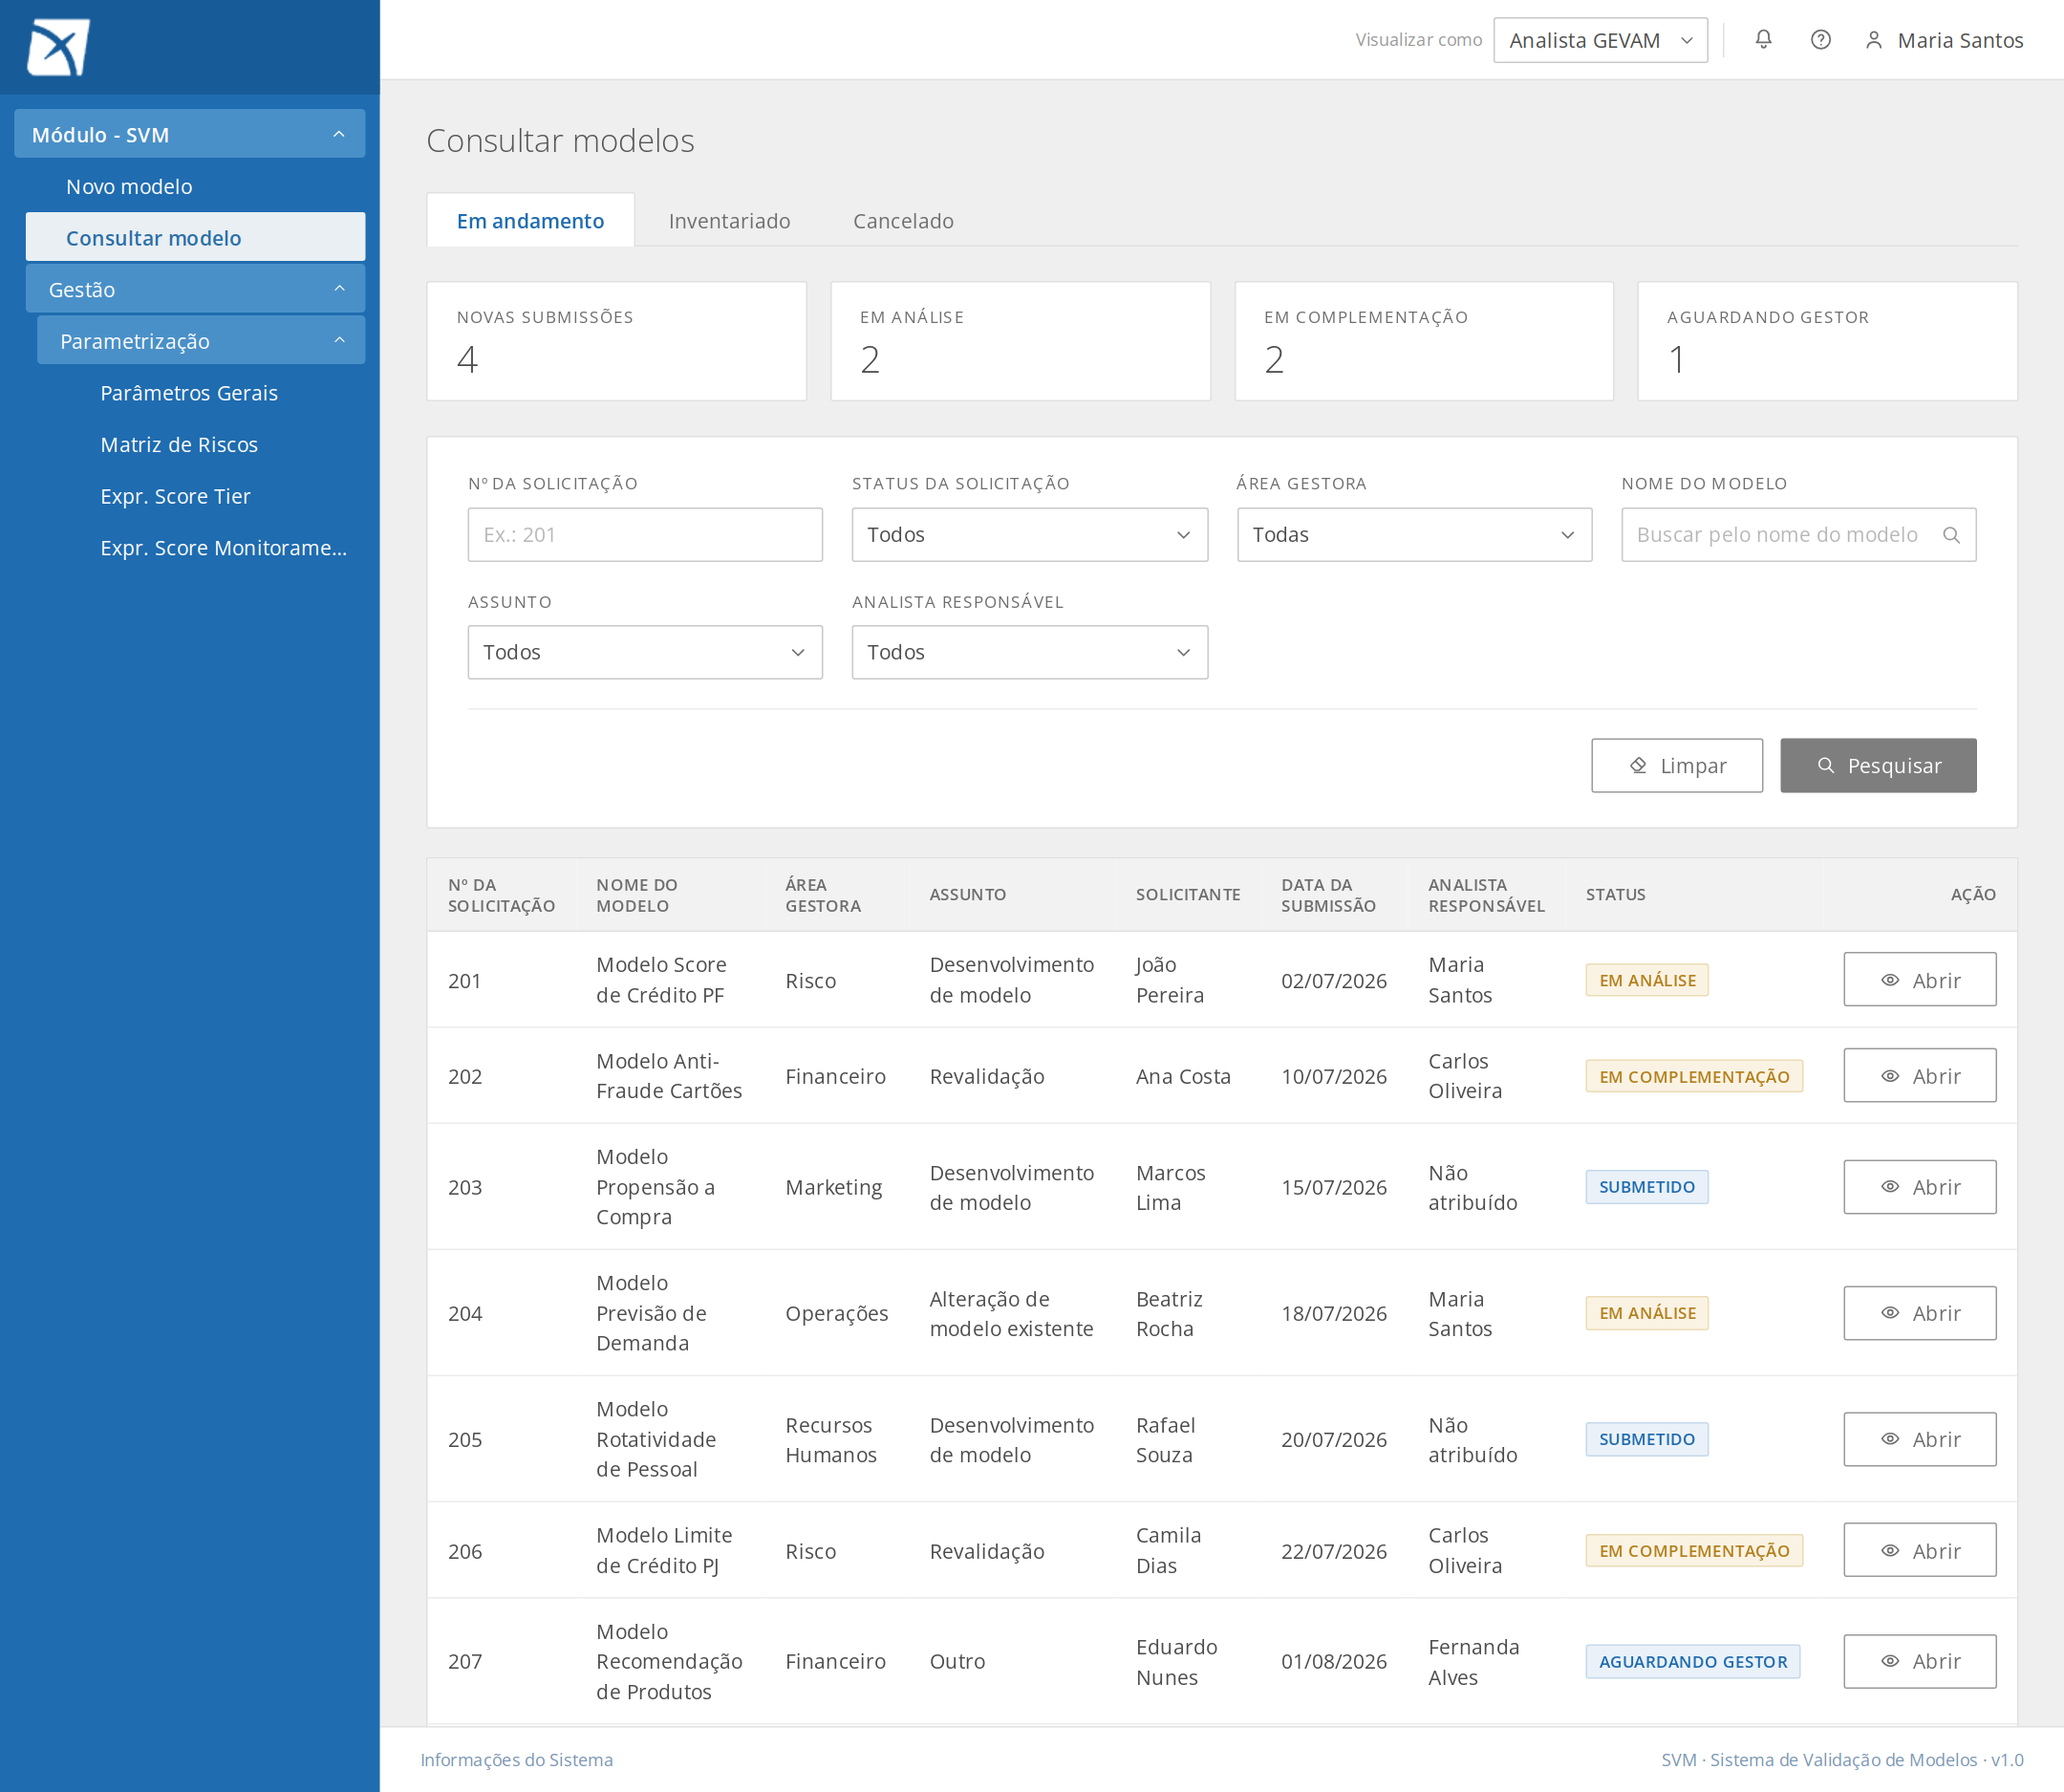 Visualizar como
Analista GEVAM
Maria Santos
Módulo - SVM
Novo modelo
Consultar modelo
Gestão
Parametrização
Parâmetros Gerais
Matriz de Riscos
Expr. Score Tier
Expr. Score Monitorame...
Consultar modelos
Em andamento
Inventariado
Cancelado
NOVAS SUBMISSÕES
4
EM ANÁLISE
2
EM COMPLEMENTAÇÃO
2
AGUARDANDO GESTOR
1
Nº DA SOLICITAÇÃO
Ex.: 201
STATUS DA SOLICITAÇÃO
Todos
ÁREA GESTORA
Todas
NOME DO MODELO
Buscar pelo nome do modelo
ASSUNTO
Todos
ANALISTA RESPONSÁVEL
Todos
Limpar
Pesquisar
Nº DA
SOLICITAÇÃO
NOME DO
MODELO
ÁREA
GESTORA
ASSUNTO
SOLICITANTE
DATA DA
SUBMISSÃO
ANALISTA
RESPONSÁVEL
STATUS
AÇÃO
201
Modelo Score
de Crédito PF
Risco
Desenvolvimento
de modelo
João
Pereira
02/07/2026
Maria
Santos
EM ANÁLISE
Abrir
202
Modelo Anti-
Fraude Cartões
Financeiro
Revalidação
Ana Costa
10/07/2026
Carlos
Oliveira
EM COMPLEMENTAÇÃO
Abrir
203
Modelo
Propensão a
Compra
Marketing
Desenvolvimento
de modelo
Marcos
Lima
15/07/2026
Não
atribuído
SUBMETIDO
Abrir
204
Modelo
Previsão de
Demanda
Operações
Alteração de
modelo existente
Beatriz
Rocha
18/07/2026
Maria
Santos
EM ANÁLISE
Abrir
205
Modelo
Rotatividade
de Pessoal
Recursos
Humanos
Desenvolvimento
de modelo
Rafael
Souza
20/07/2026
Não
atribuído
SUBMETIDO
Abrir
206
Modelo Limite
de Crédito PJ
Risco
Revalidação
Camila
Dias
22/07/2026
Carlos
Oliveira
EM COMPLEMENTAÇÃO
Abrir
207
Modelo
Recomendação
de Produtos
Financeiro
Outro
Eduardo
Nunes
01/08/2026
Fernanda
Alves
AGUARDANDO GESTOR
Abrir
Informações do Sistema
SVM · Sistema de Validação de Modelos · v1.0